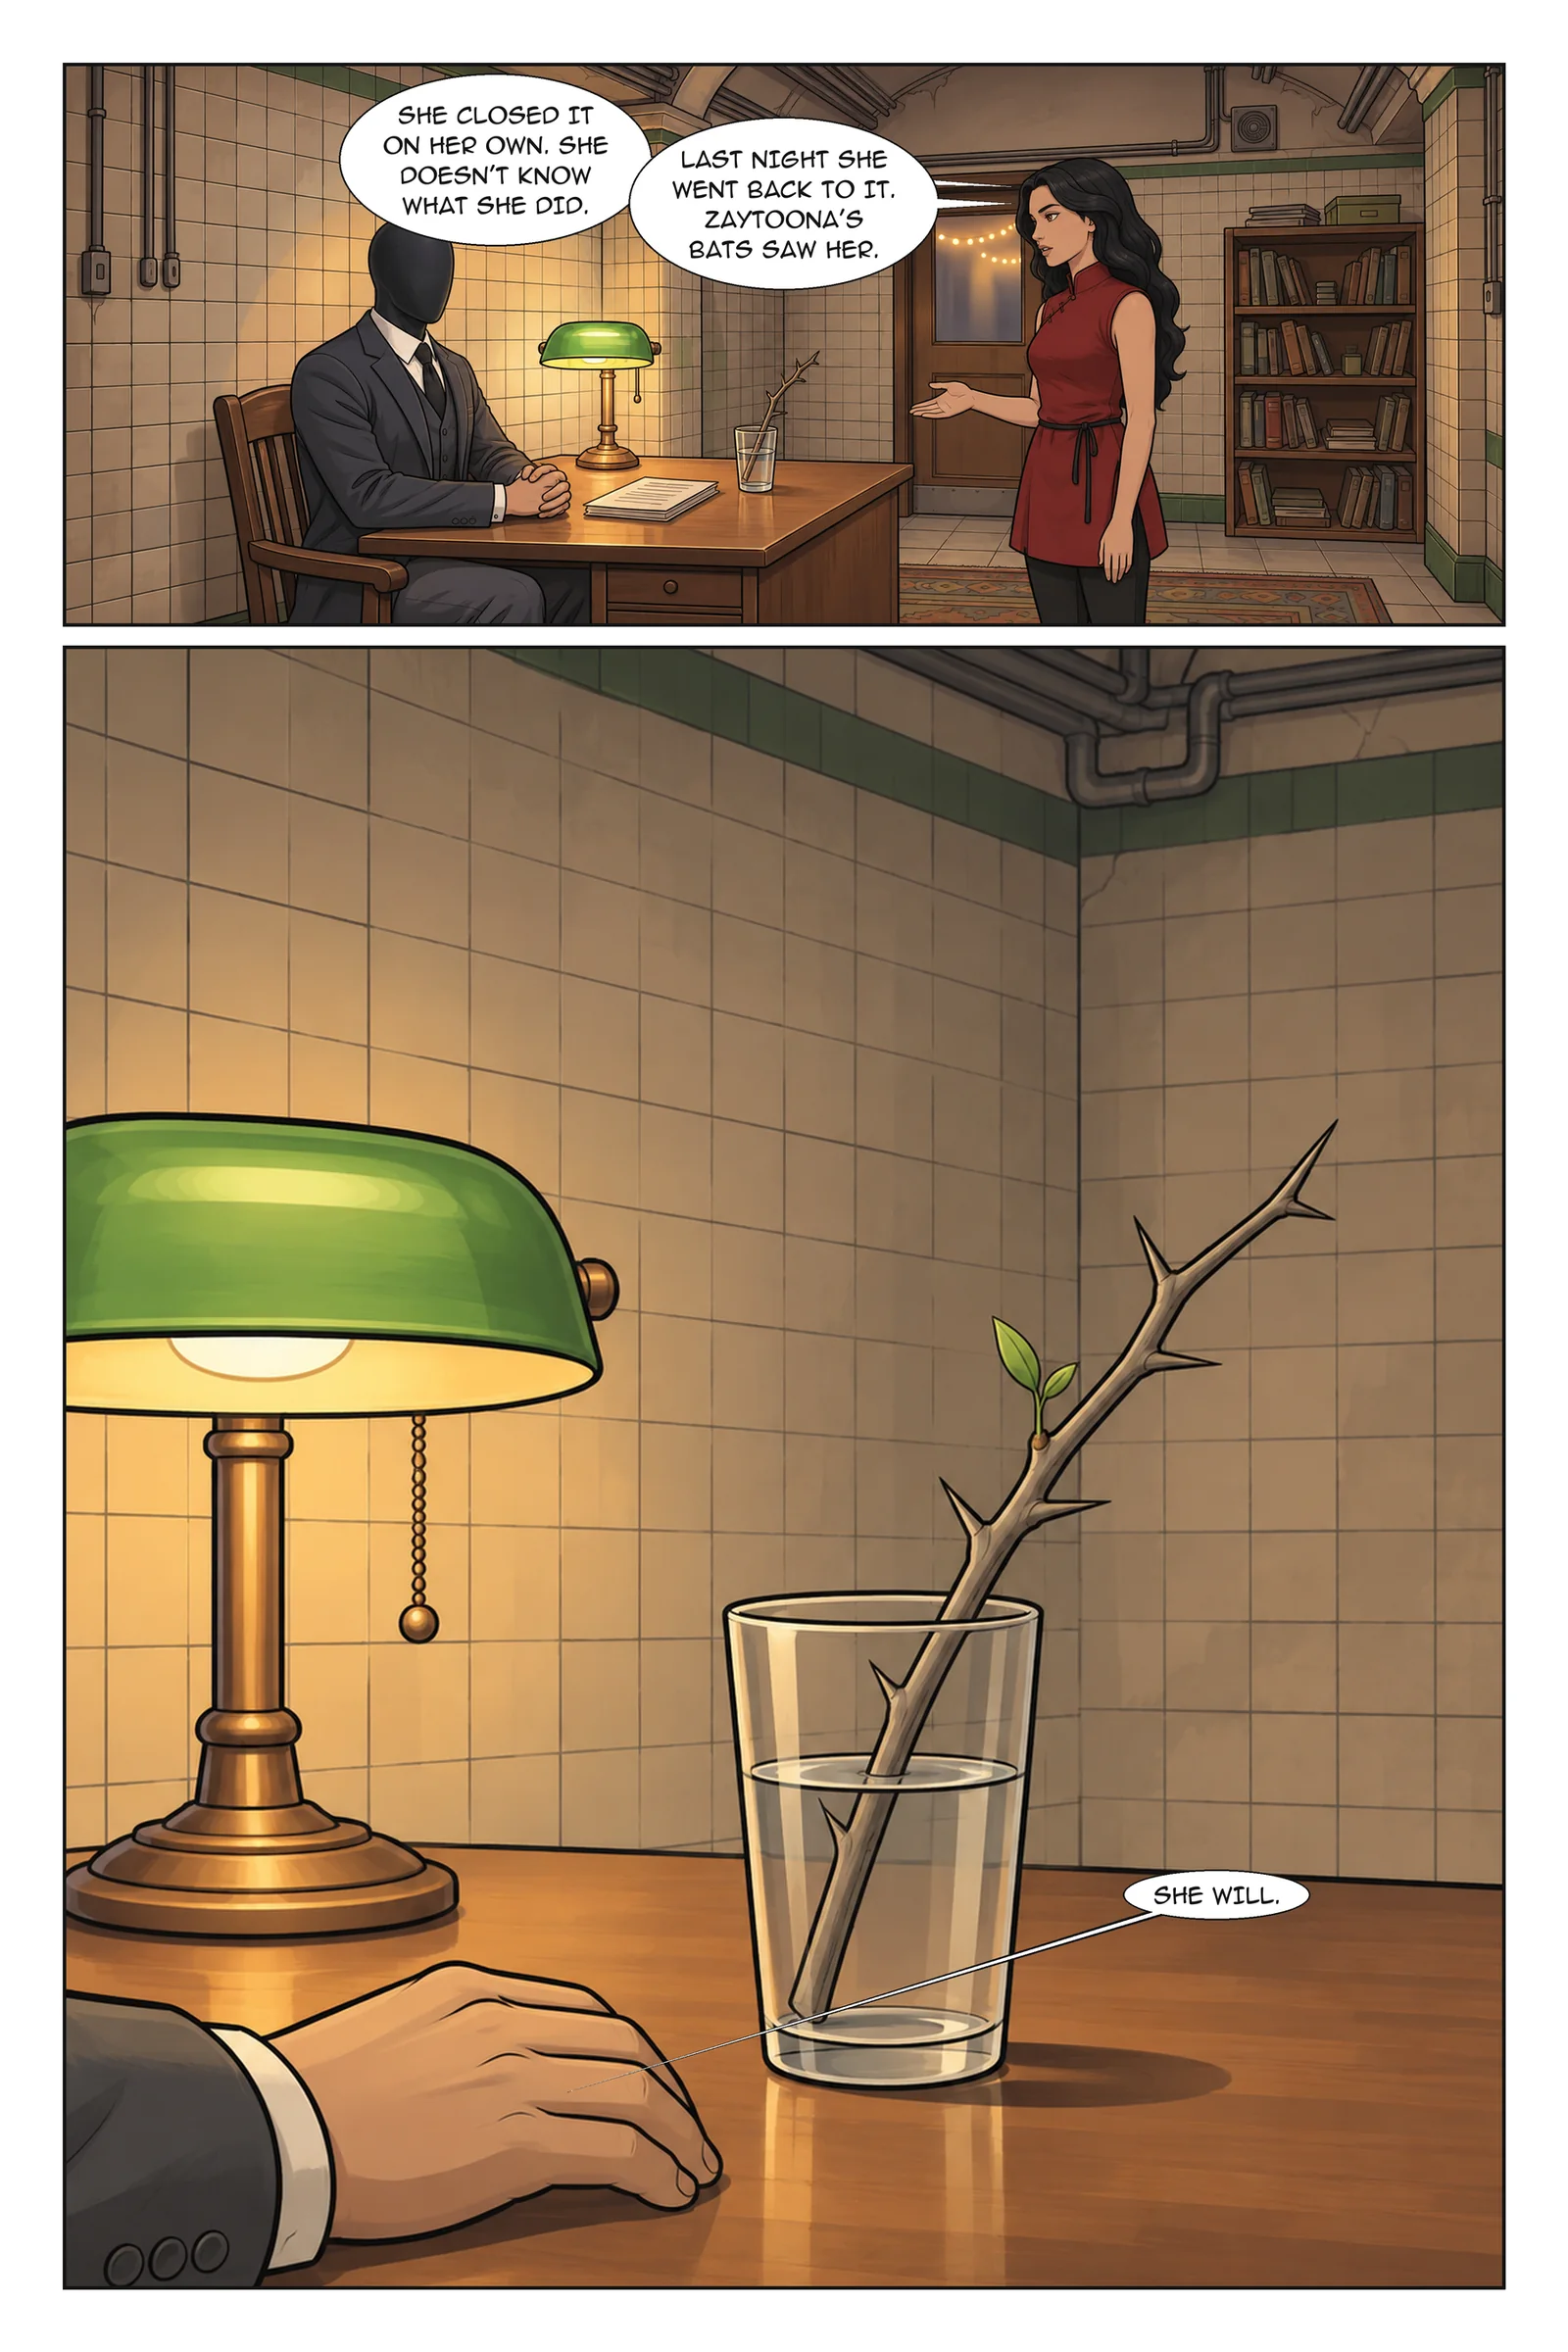 SHE CLOSED IT
ON HER OWN. SHE
DOESN'T KNOW
WHAT SHE DID.
LAST NIGHT SHE
WENT BACK TO IT.
ZAYTOONA'S
BATS SAW HER.
SHE WILL.